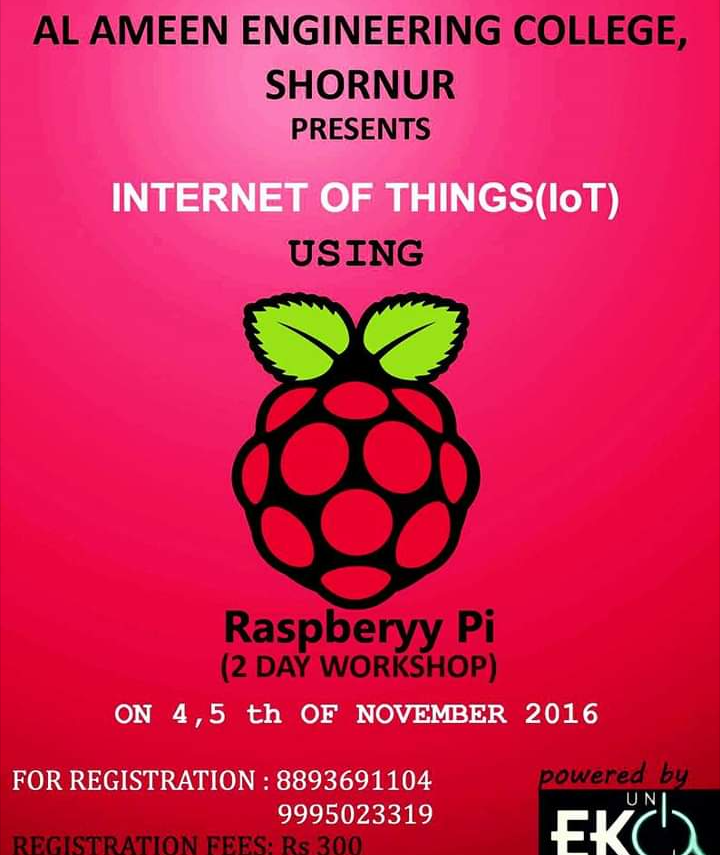 AL AMEEN ENGINEERING COLLEGE,
SHORNUR
PRESENTS
INTERNET OF THINGS(IoT)
USING
Raspberyy Pi
(2 DAY WORKSHOP)
ON 4,5 th OF NOVEMBER 2016
FOR REGISTRATION : 8893691104
9995023319
REGISTRATION FEES: Rs 300
powered by
UNI